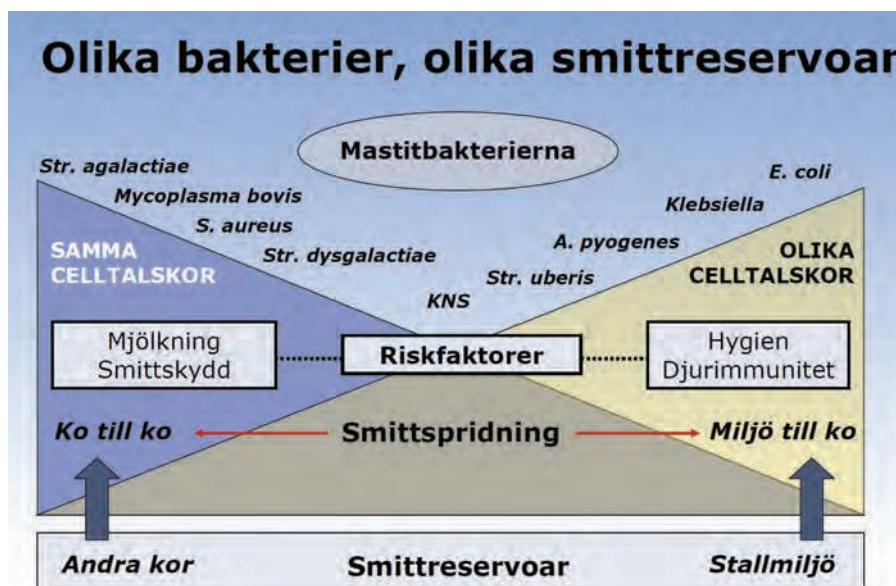 Olika bakterier, olika smittreservoar
Mastitbakterierna
Str. agalactiae
Mycoplasma bovis
S. aureus
Str. dysgalactiae
KNS
Str. uberis
A. pyogenes
Klebsiella
E. coli
SAMMA
CELLTALSKOR
OLIKA
CELLTALSKOR
Mjölkning
Smittskydd
Riskfaktorer
Hygien
Djurimmunitet
Ko till ko
Smittspridning
Miljö till ko
Andra kor
Smittreservoar
Stallmiljö